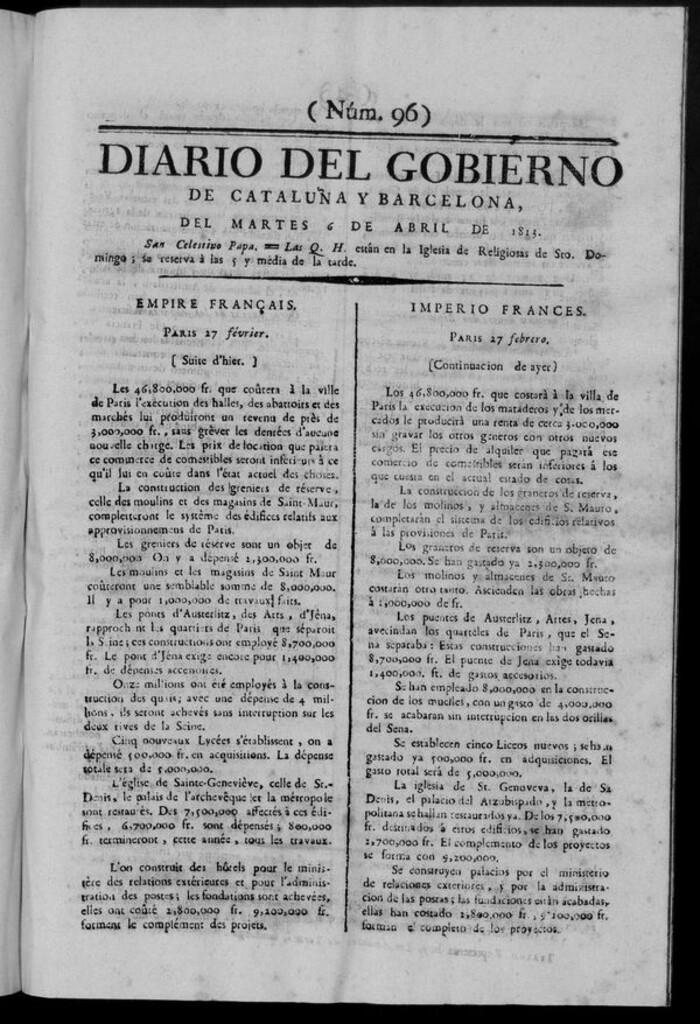 (Núm. 96)
DIARIO DEL GOBIERNO
DE CATALUÑA Y BARCELONA,
DEL MARTES 6 DE ABRIL DE 1813.
San Celestino Papa. = Las Q. H. están en la Iglesia de Religiosas de Sto. Do-
mingo ; se reserva à las 5 y média de la tarde.
EMPIRE FRANÇAIS.
PARIS 27 février.
[ Suite d'hier. ]
Les 46,800,000 fr. que coûtera à la ville
de Paris l'exécution des halles, des abattoirs et des
marchés lui produiront un revenu de près de
3,000,000 fr., sans grêver les denrées d'aucune
nouvelle charge. Les prix de location que paiera
ce commerce de comestibles seront inférieurs à ce
qu'il lui en coûte dans l'état actuel des choses.
La construction des greniers de réserve,
celle des moulins et des magasins de Saint-Maur,
completteront le système des édifices relatifs aux
approvisionnemens de Paris.
Les greniers de réserve sont un objet de
8,000,000 On y a dépensé 2,300,000 fr.
Les moulins et les magasins de Saint Maur
coûteront une semblable somme de 8,000,000.
Il y a pour 1,000,000 de travaux faits.
Les ponts d'Austerlitz, des Arts, d'Jéna,
rapproch nt les quartiers de Paris que séparoit
la Seine; ces constructions ont employé 8,700,000
fr. Le pont d'Jéna exige encore pour 1,400,000
fr. de dépenses accessoires.
Onze millions ont été employés à la cons-
truction des quais; avec une dépense de 4 mil-
lions, ils seront achevés sans interruption sur les
deux rives de la Seine.
Cinq nouveaux Lycées s'établissent, on a
dépensé 500,000 fr. en acquisitions. La dépense
totale sera de 5,000,000.
L'église de Sainte-Geneviève, celle de St.-
Denis, le palais de l'archevêque et la métropole
sont restaurés. Des 7,500,000 affectés à ces édi-
fices, 6,700,000 fr. sont dépensés; 800,000
fr. termineront, cette année, tous les travaux.
L'on construit des hôtels pour le minis-
tère des relations extérieures et pour l'adminis-
tration des postes; les fondations sont achevées,
elles ont coûté 2,800,000 fr. 9,200,000 fr.
forment le complément des projets.
IMPERIO FRANCES.
PARIS 27 febrero.
(Continuacion de ayer)
Los 46,800,000 fr. que costará à la villa de
Paris la execucion de los mataderos y de los mer-
cados le producirá una renta de cerca 3.000,000
sin gravar los otros géneros con otros nuevos
cargos. El precio de alquiler que pagará ese
comercio de comestibles serán inferiores á los
que cuesta en el actual estado de cosas.
La construccion de los graneros de reserva,
la de los molinos, y almacenes de S. Mauro,
completarán el sistema de los edificios relativos
á las provisiones de Paris.
Los graneros de reserva son un objeto de
8,000,000. Se han gastado ya 2,300,000 fr.
Los molinos y almacenes de St. Mauro
costarán otro tanto. Ascienden las obras hechas
á 1,000,000 de fr.
Los puentes de Austerlitz, Artes, Jena,
avecindan los quarteles de Paris, que el Se-
na separaba: Estas construcciones han gastado
8,700,000 fr. El puente de Jena exige todavia
1,400,000. ft. de gastos accesorios.
Se han empleado 8,000,000 en la construc-
cion de los muelles, con un gasto de 4,000,000
fr. se acabaran sin interrupcion en las dos orillas
del Sena.
Se establecen cinco Liceos nuevos; se han
gastado ya 500,000 fr. en adquisiciones. El
gasto total será de 5,000,000.
La iglesia de St. Genoveva, la de Sa
Denis, el palacio del Arzobispado, y la metro-
politana se hallan restaurados ya. De los 7,500,000
fr. destinados á estos edificios, se han gastado
2,700,000 fr. El complemento de los proyectos
se forma con 9,200,000.
Se construyen palacios por el ministerio
de relaciones exteriores, y por la administra-
cion de las postas; las fundaciones están acabadas,
ellas han costado 2,800,000 fr., 9,200,000 fr.
forman el completo de los proyectos.